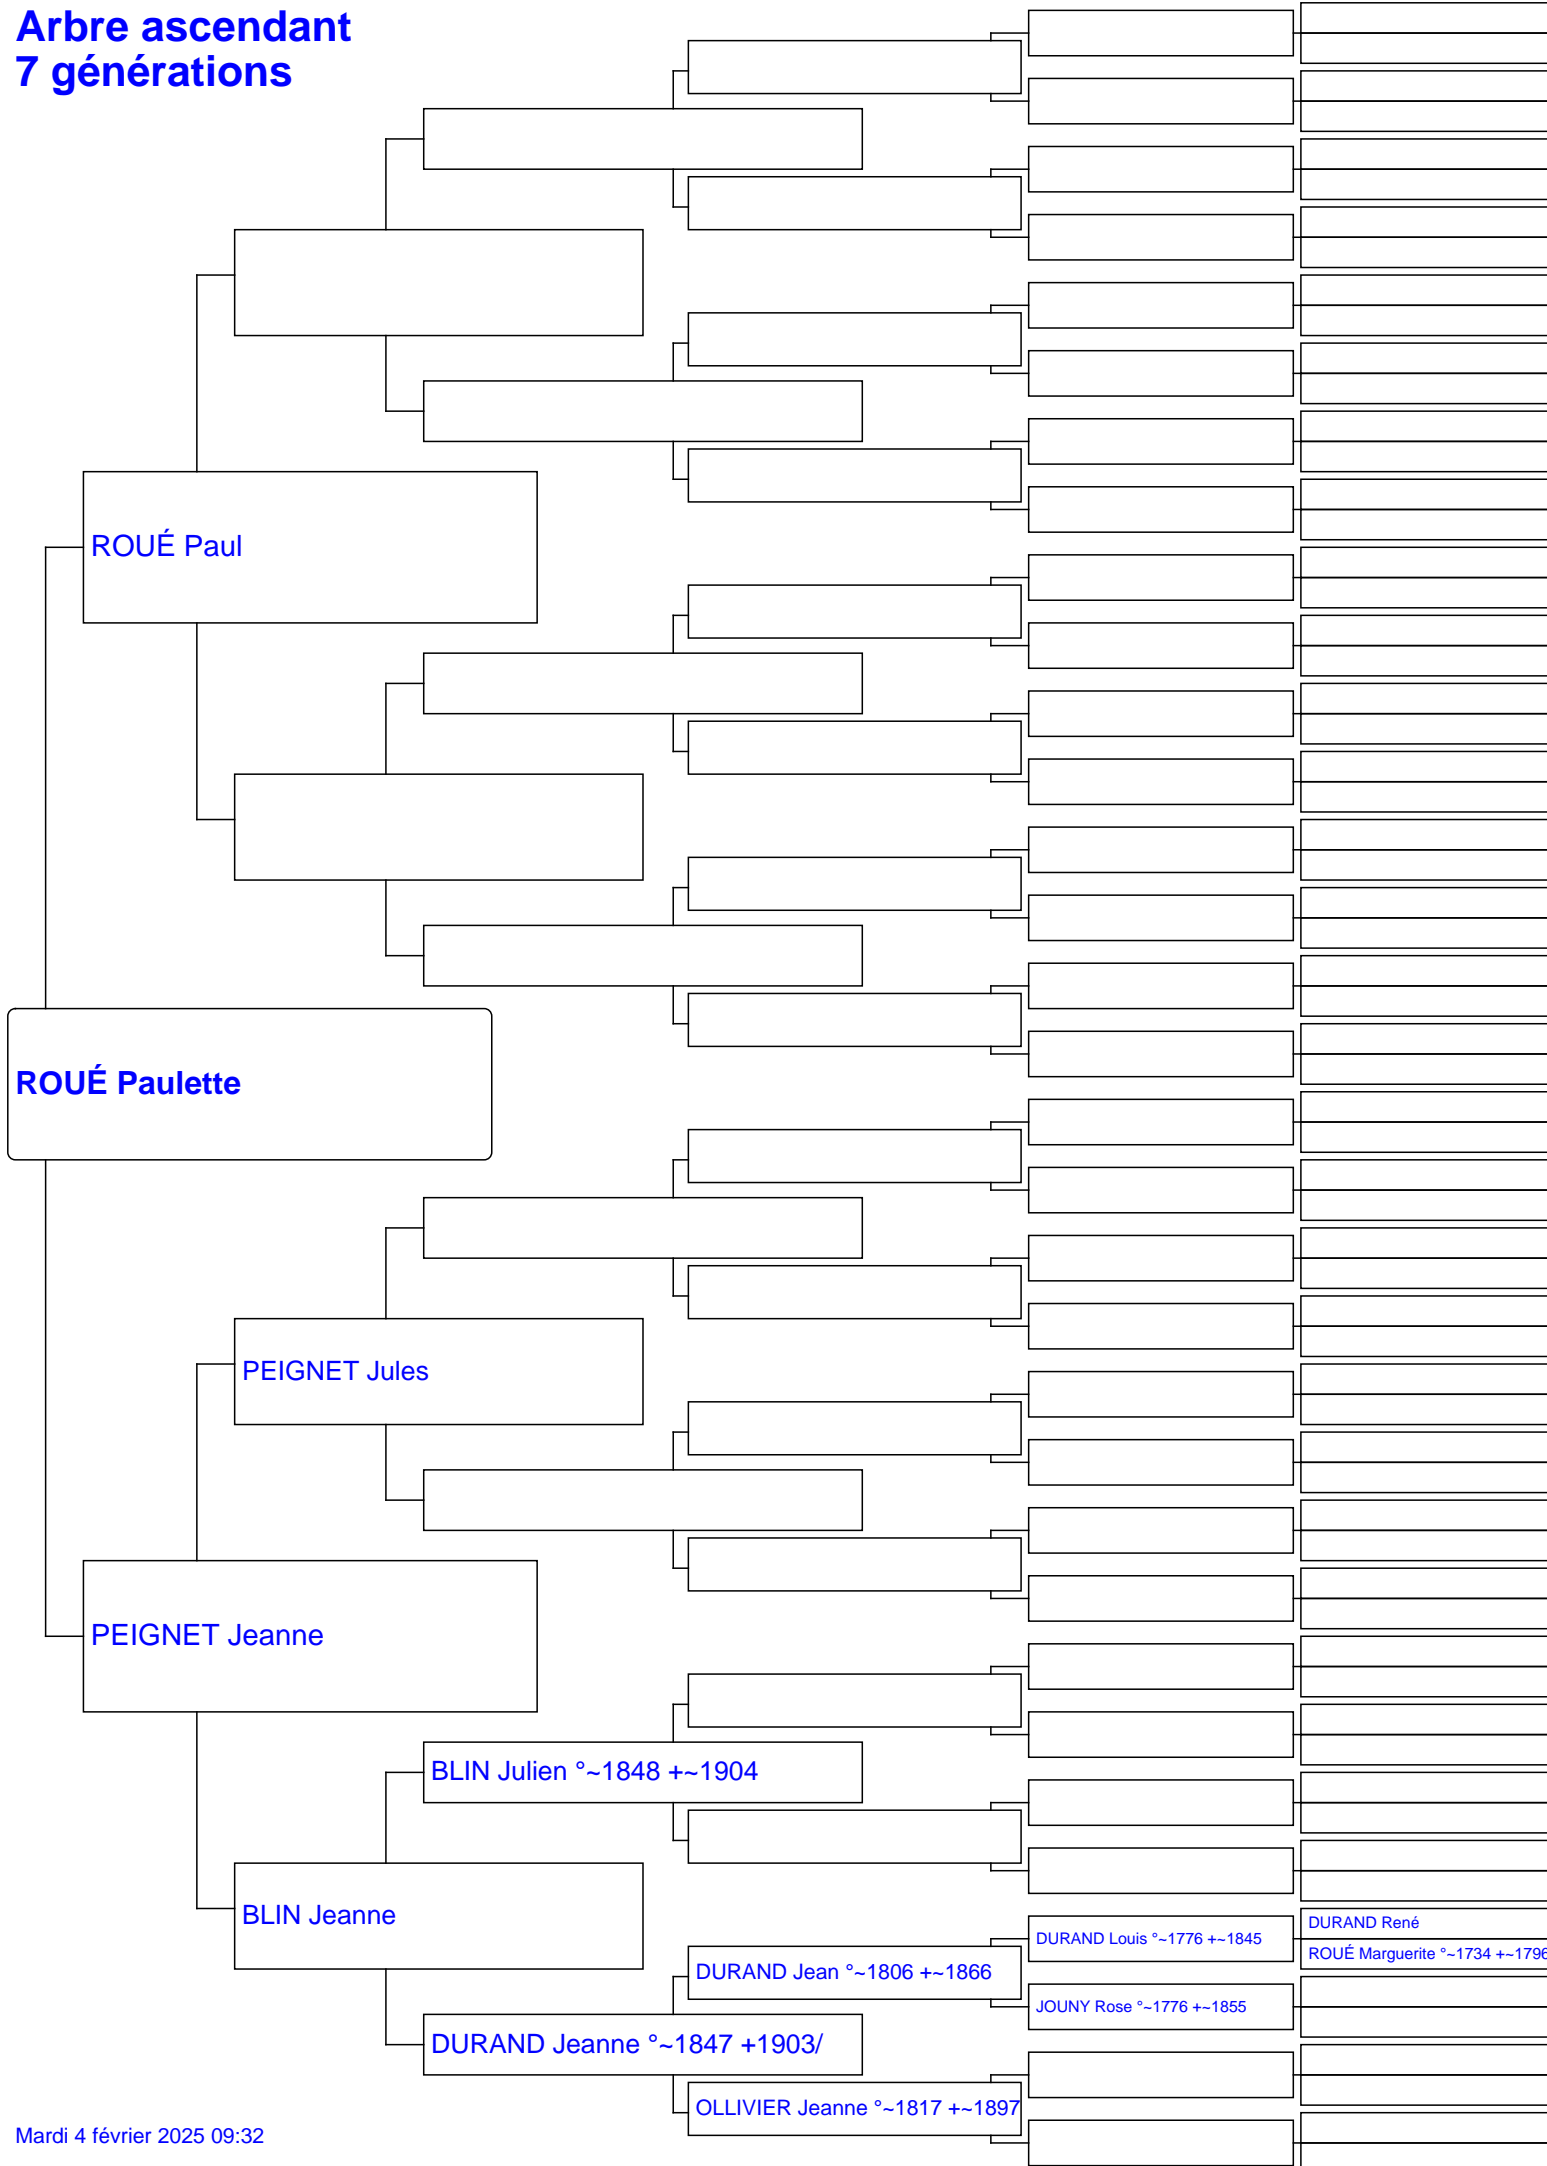 Arbre ascendant
7 générations
ROUÉ Paul
ROUÉ Paulette
PEIGNET Jules
PEIGNET Jeanne
BLIN Julien °~1848 +~1904
BLIN Jeanne
DURAND René
DURAND Louis °~1776 +~1845
ROUÉ Marguerite °~1734 +~1796
DURAND Jean °~1806 +~1866
JOUNY Rose °~1776 +~1855
DURAND Jeanne °~1847 +1903/
OLLIVIER Jeanne °~1817 +~1897
Mardi 4 février 2025 09:32